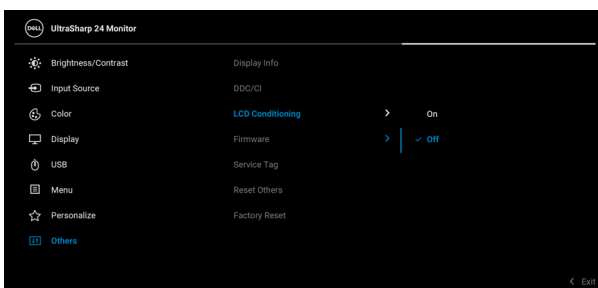 DELL UltraSharp 24 Monitor
Brightness/Contrast
Input Source
Color
Display
USB
Menu
Personalize
Others
Display Info
DDC/CI
LCD Conditioning
Firmware
Service Tag
Reset Others
Factory Reset
On
Off
Exit